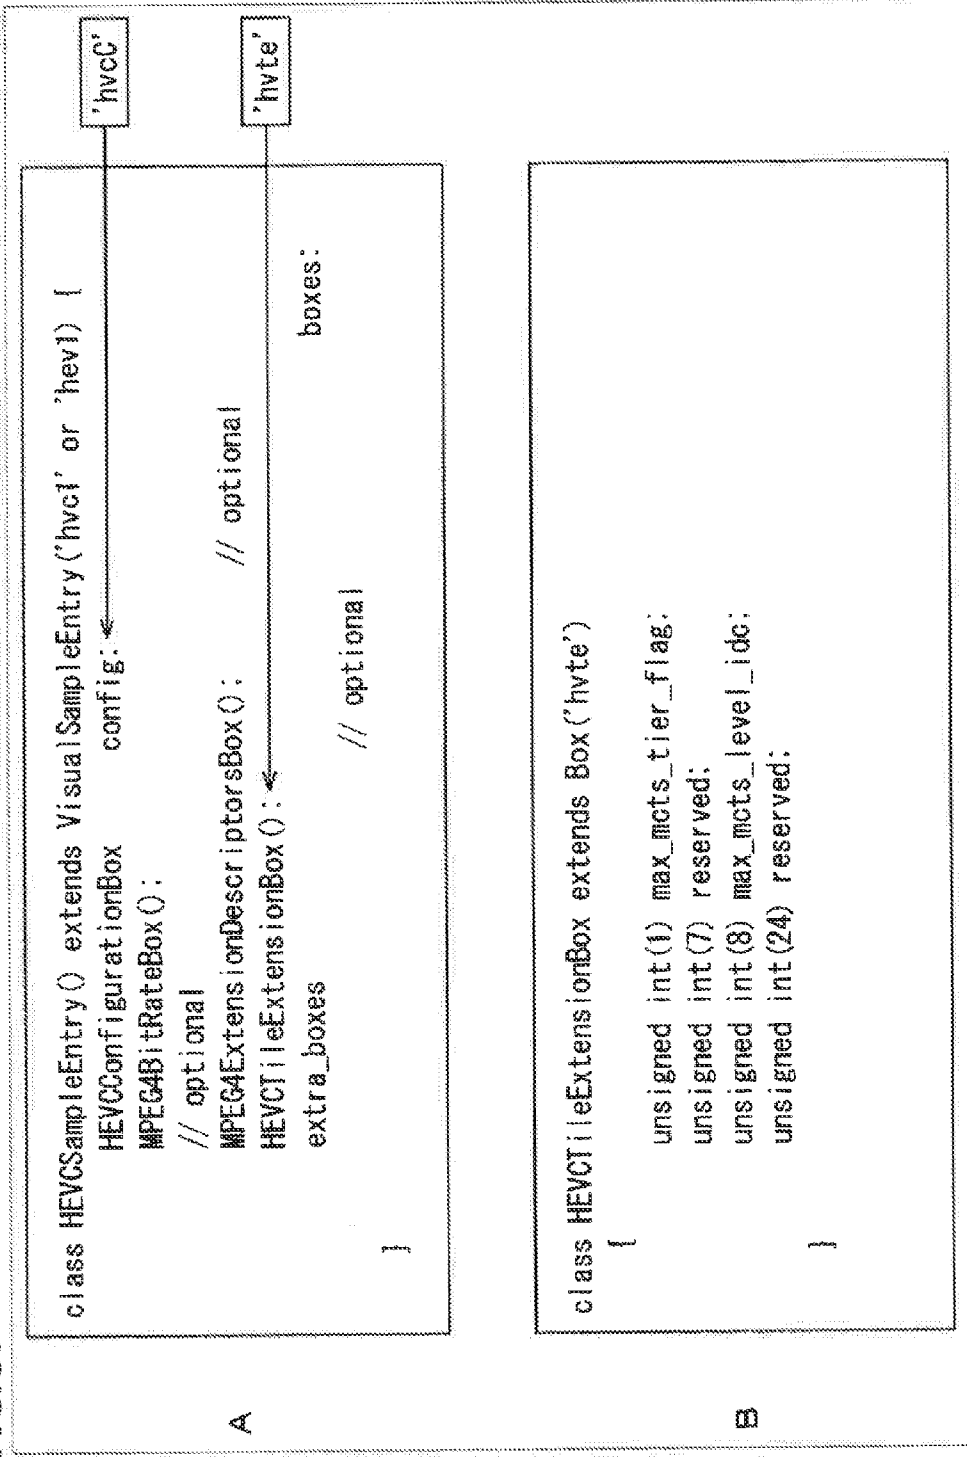 A
class HEVCSampleEntry() extends VisualSampleEntry('hvc1' or 'hev1) {
HEVCConfigurationBox config;
'hvcC'
MPEG4BitRateBox();
// optional
MPEG4ExtensionDescriptorsBox(); // optional
HEVCTileExtensionBox();
'hvte'
extra_boxes boxes;
// optional
}
B
class HEVCTileExtensionBox extends Box('hvte')
{
unsigned int(1) max_mcts_tier_flag;
unsigned int(7) reserved;
unsigned int(8) max_mcts_level_idc;
unsigned int(24) reserved;
}